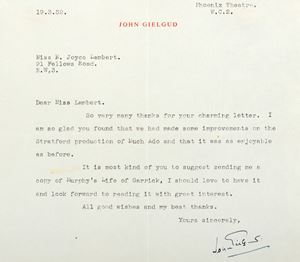 Phoenix Theatre,
19.3.52. W.C.2.
JOHN GIELGUD
Miss M. Joyce Lambert.
91 Fellows Road.
N.W.3.
Dear Miss Lambert.
So very many thanks for your charming letter. I
am so glad you found that we had made some improvements on the
Stratford production of Much Ado and that it was as enjoyable
as before.
It is most kind of you to suggest sending me a
copy of Murphy's Life of Garrick, I should love to have it
and look forward to reading it with great interest.
All good wishes and my best thanks.
Yours sincerely,